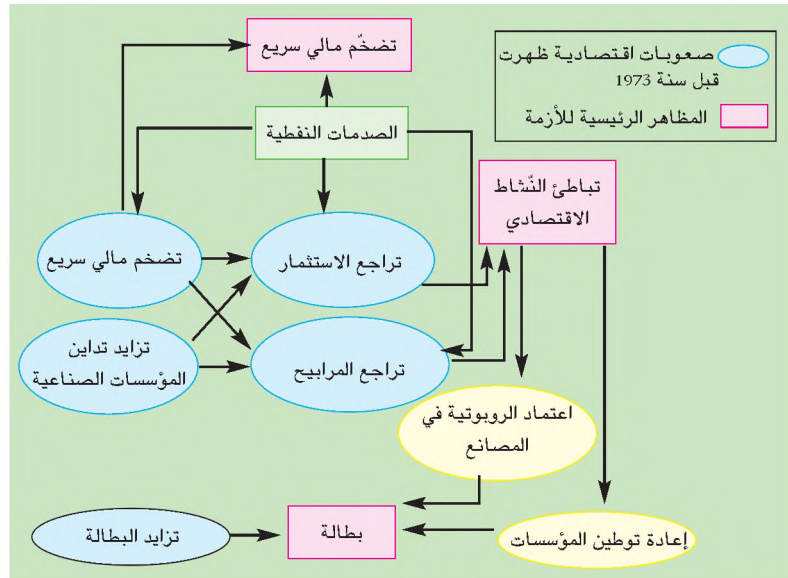 تضخّم مالي سريع
صعوبات اقتصادية ظهرت
قبل سنة 1973
المظاهر الرئيسية للأزمة
الصدمات النفطية
تباطئ النّشاط
الاقتصادي
تضخم مالي سريع
تراجع الاستثمار
تزايد تداين
المؤسسات الصناعية
تراجع المرابيح
اعتماد الروبوتية في
المصانع
تزايد البطالة
بطالة
إعادة توطين المؤسسات